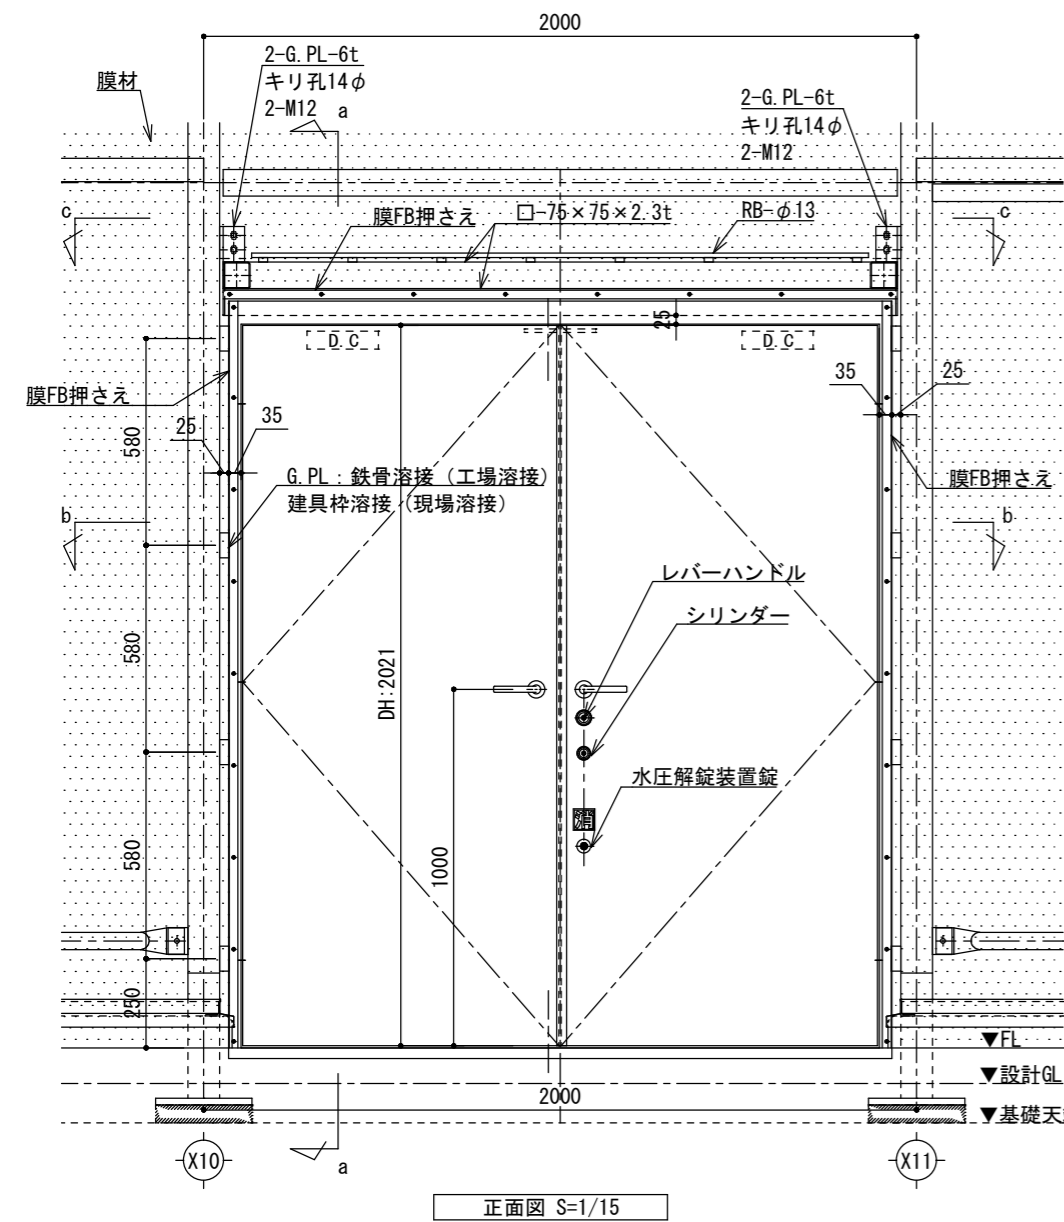 2000
膜材
2-G.PL-6t
キリ孔14φ
2-M12
a
2-G.PL-6t
キリ孔14φ
2-M12
c
膜FB押さえ
□-75×75×2.3t
RB-φ13
c
25
D.C
D.C
膜FB押さえ
35
25
580
25
35
G.PL：鉄骨溶接（工場溶接）
建具枠溶接（現場溶接）
膜FB押さえ
b
b
レバーハンドル
シリンダー
580
DH:2021
水圧解錠装置錠
消
580
1000
250
▼FL
▼設計GL
2000
▼基礎天
X10
a
X11
正面図 S=1/15